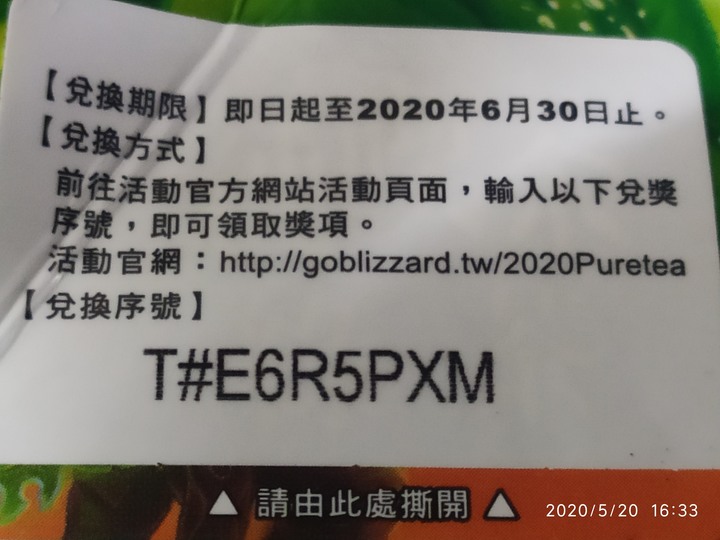 【兌換期限】即日起至2020年6月30日止。
【兌換方式】
前往活動官方網站活動頁面，輸入以下兌獎
序號，即可領取獎項。
活動官網：http://goblizzard.tw/2020Puretea
【兌換序號】
T#E6R5PXM
▲ 請由此處撕開 ▲
2020/5/20 16:33